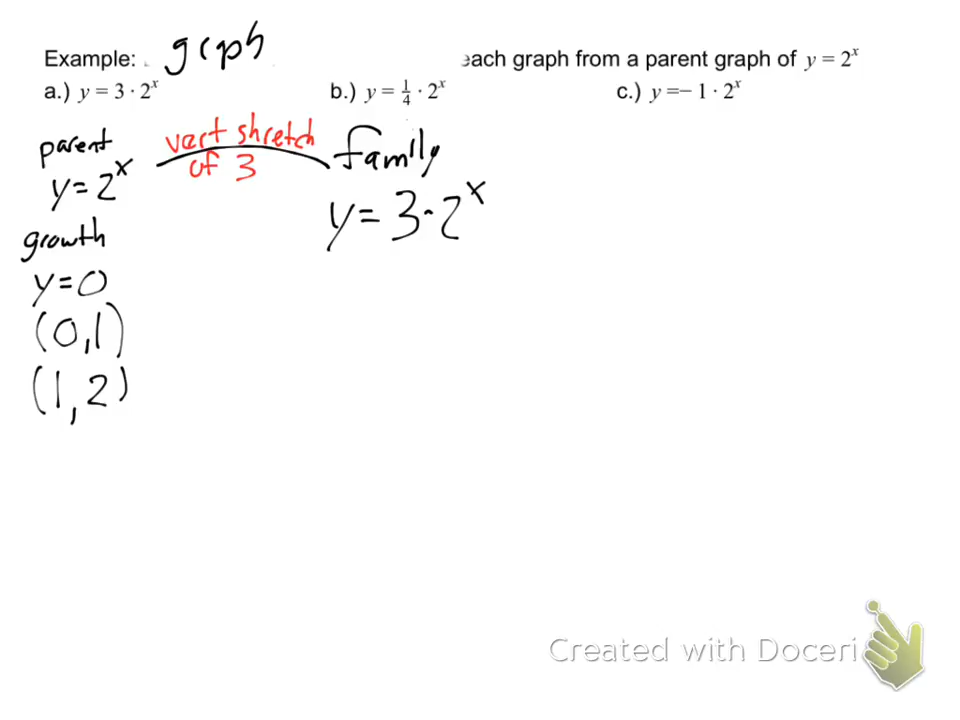 Example: graph each graph from a parent graph of y = 2^x
a.) y = 3 · 2^x b.) y = 1/4 · 2^x c.) y =− 1 · 2^x
parent vert stretch of 3 family
y = 2^x y = 3 · 2^x
growth
y = 0
(0,1)
(1,2)
Created with Doceri